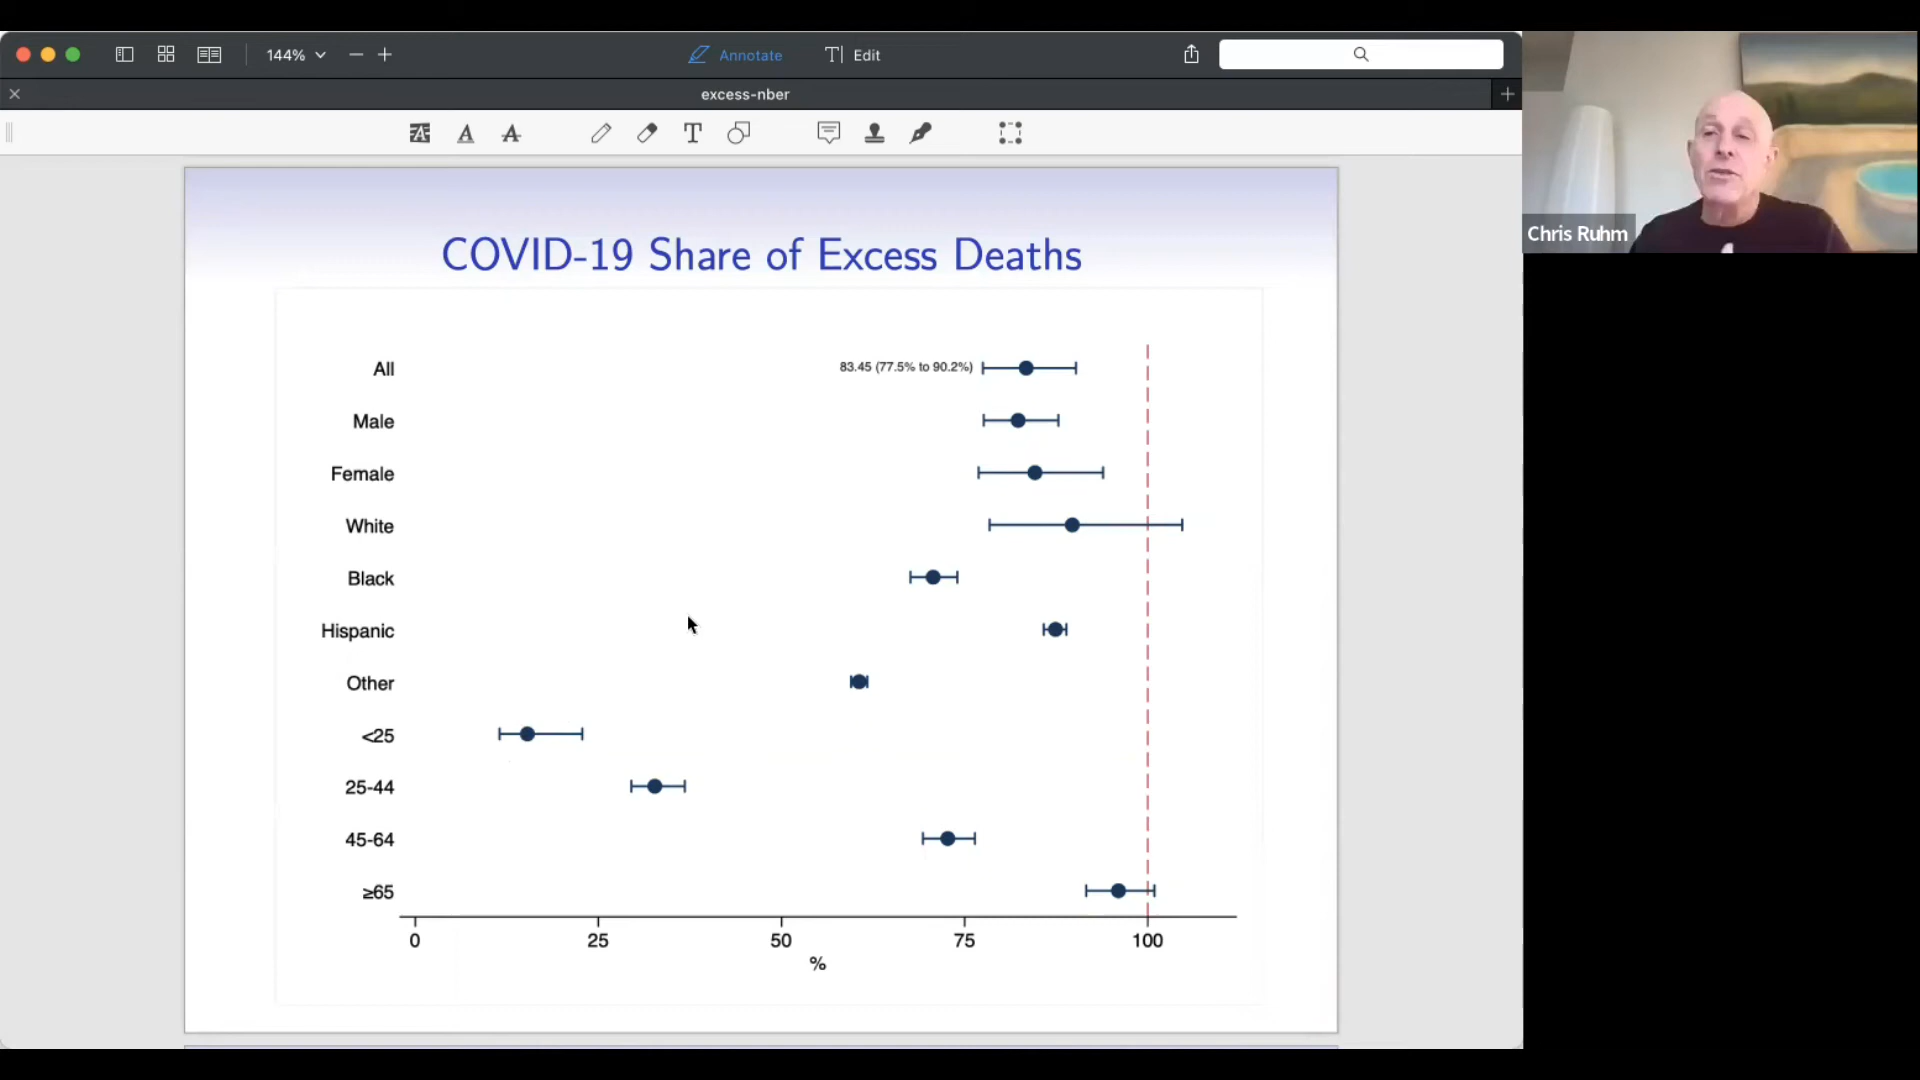 144%
Annotate
T| Edit
excess-nber
A A A T
COVID-19 Share of Excess Deaths
All
83.45 (77.5% to 90.2%)
Male
Female
White
Black
Hispanic
Other
<25
25-44
45-64
≥65
0 25 50 75 100
%
Chris Ruhm